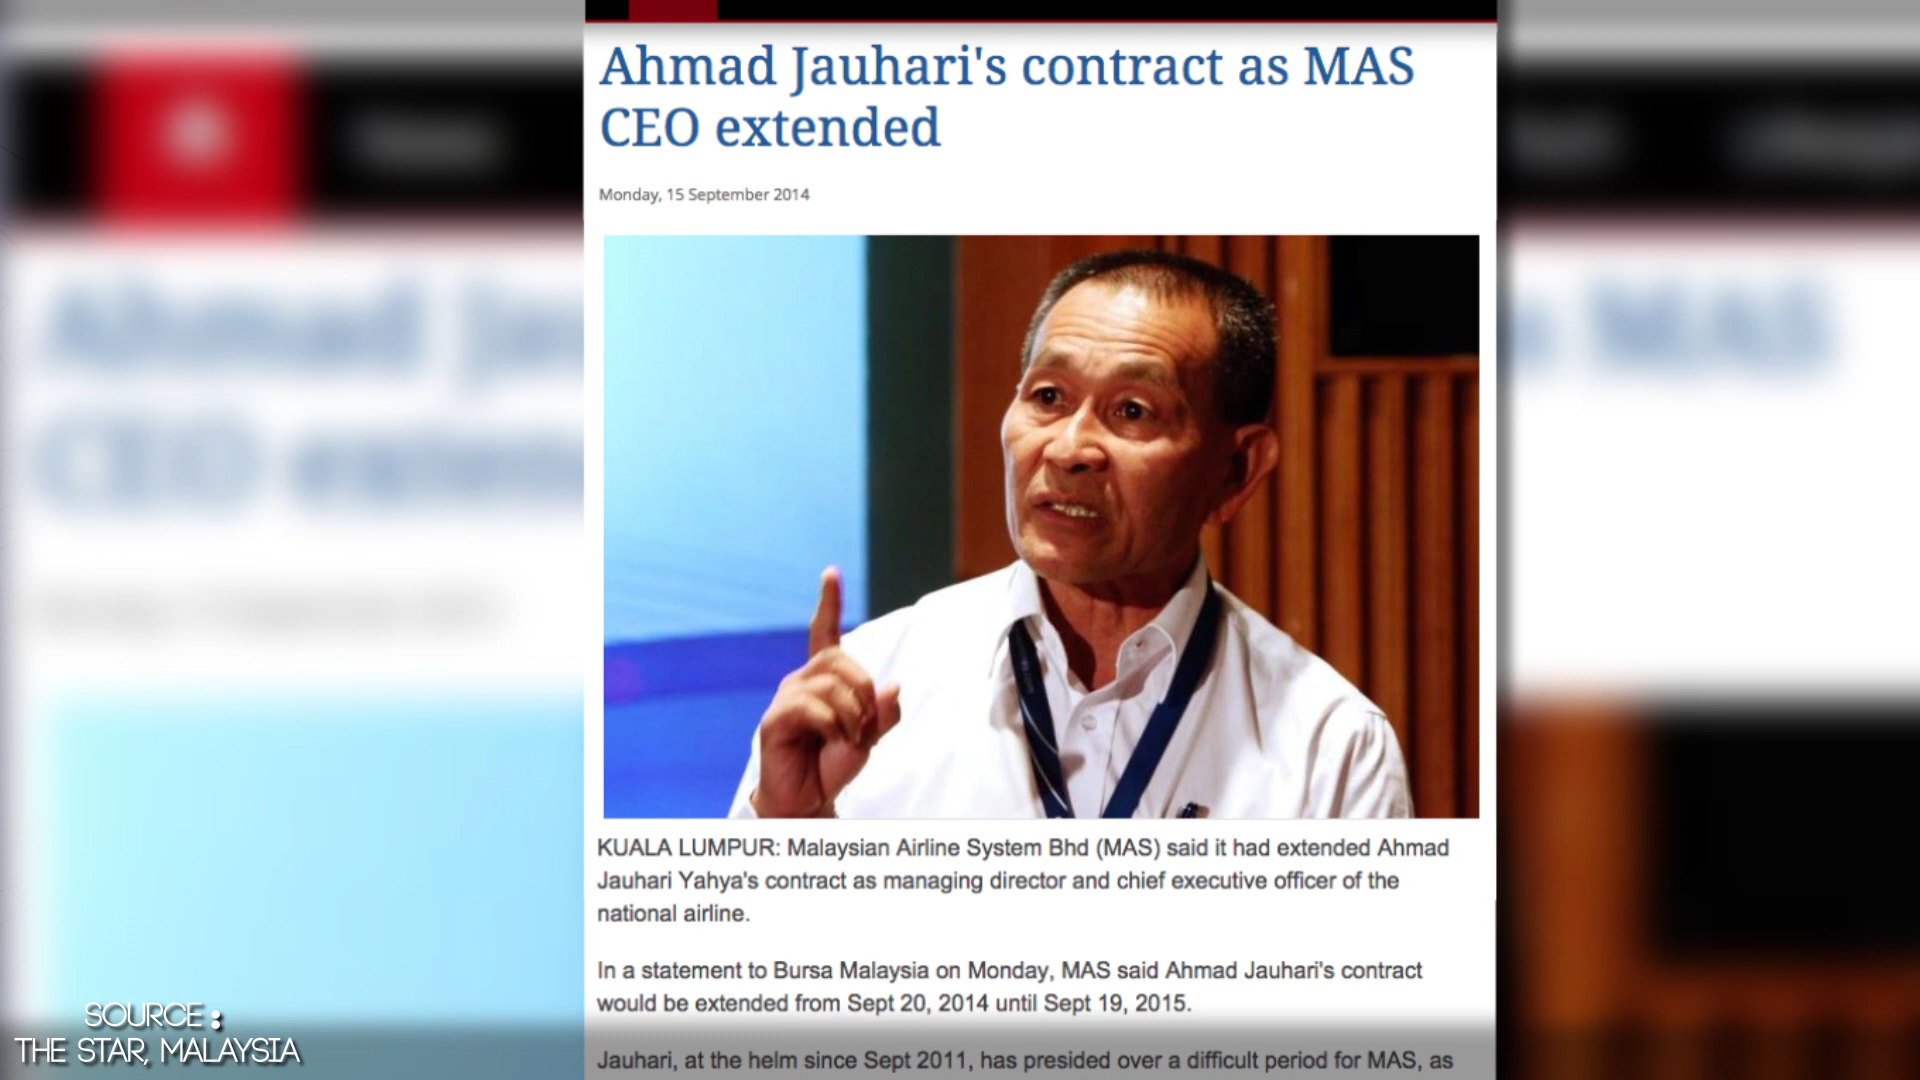 Ahmad Jauhari's contract as MAS
CEO extended
Monday, 15 September 2014
KUALA LUMPUR: Malaysian Airline System Bhd (MAS) said it had extended Ahmad
Jauhari Yahya's contract as managing director and chief executive officer of the
national airline.
In a statement to Bursa Malaysia on Monday, MAS said Ahmad Jauhari's contract
would be extended from Sept 20, 2014 until Sept 19, 2015.
Jauhari, at the helm since Sept 2011, has presided over a difficult period for MAS, as
SOURCE :
THE STAR, MALAYSIA